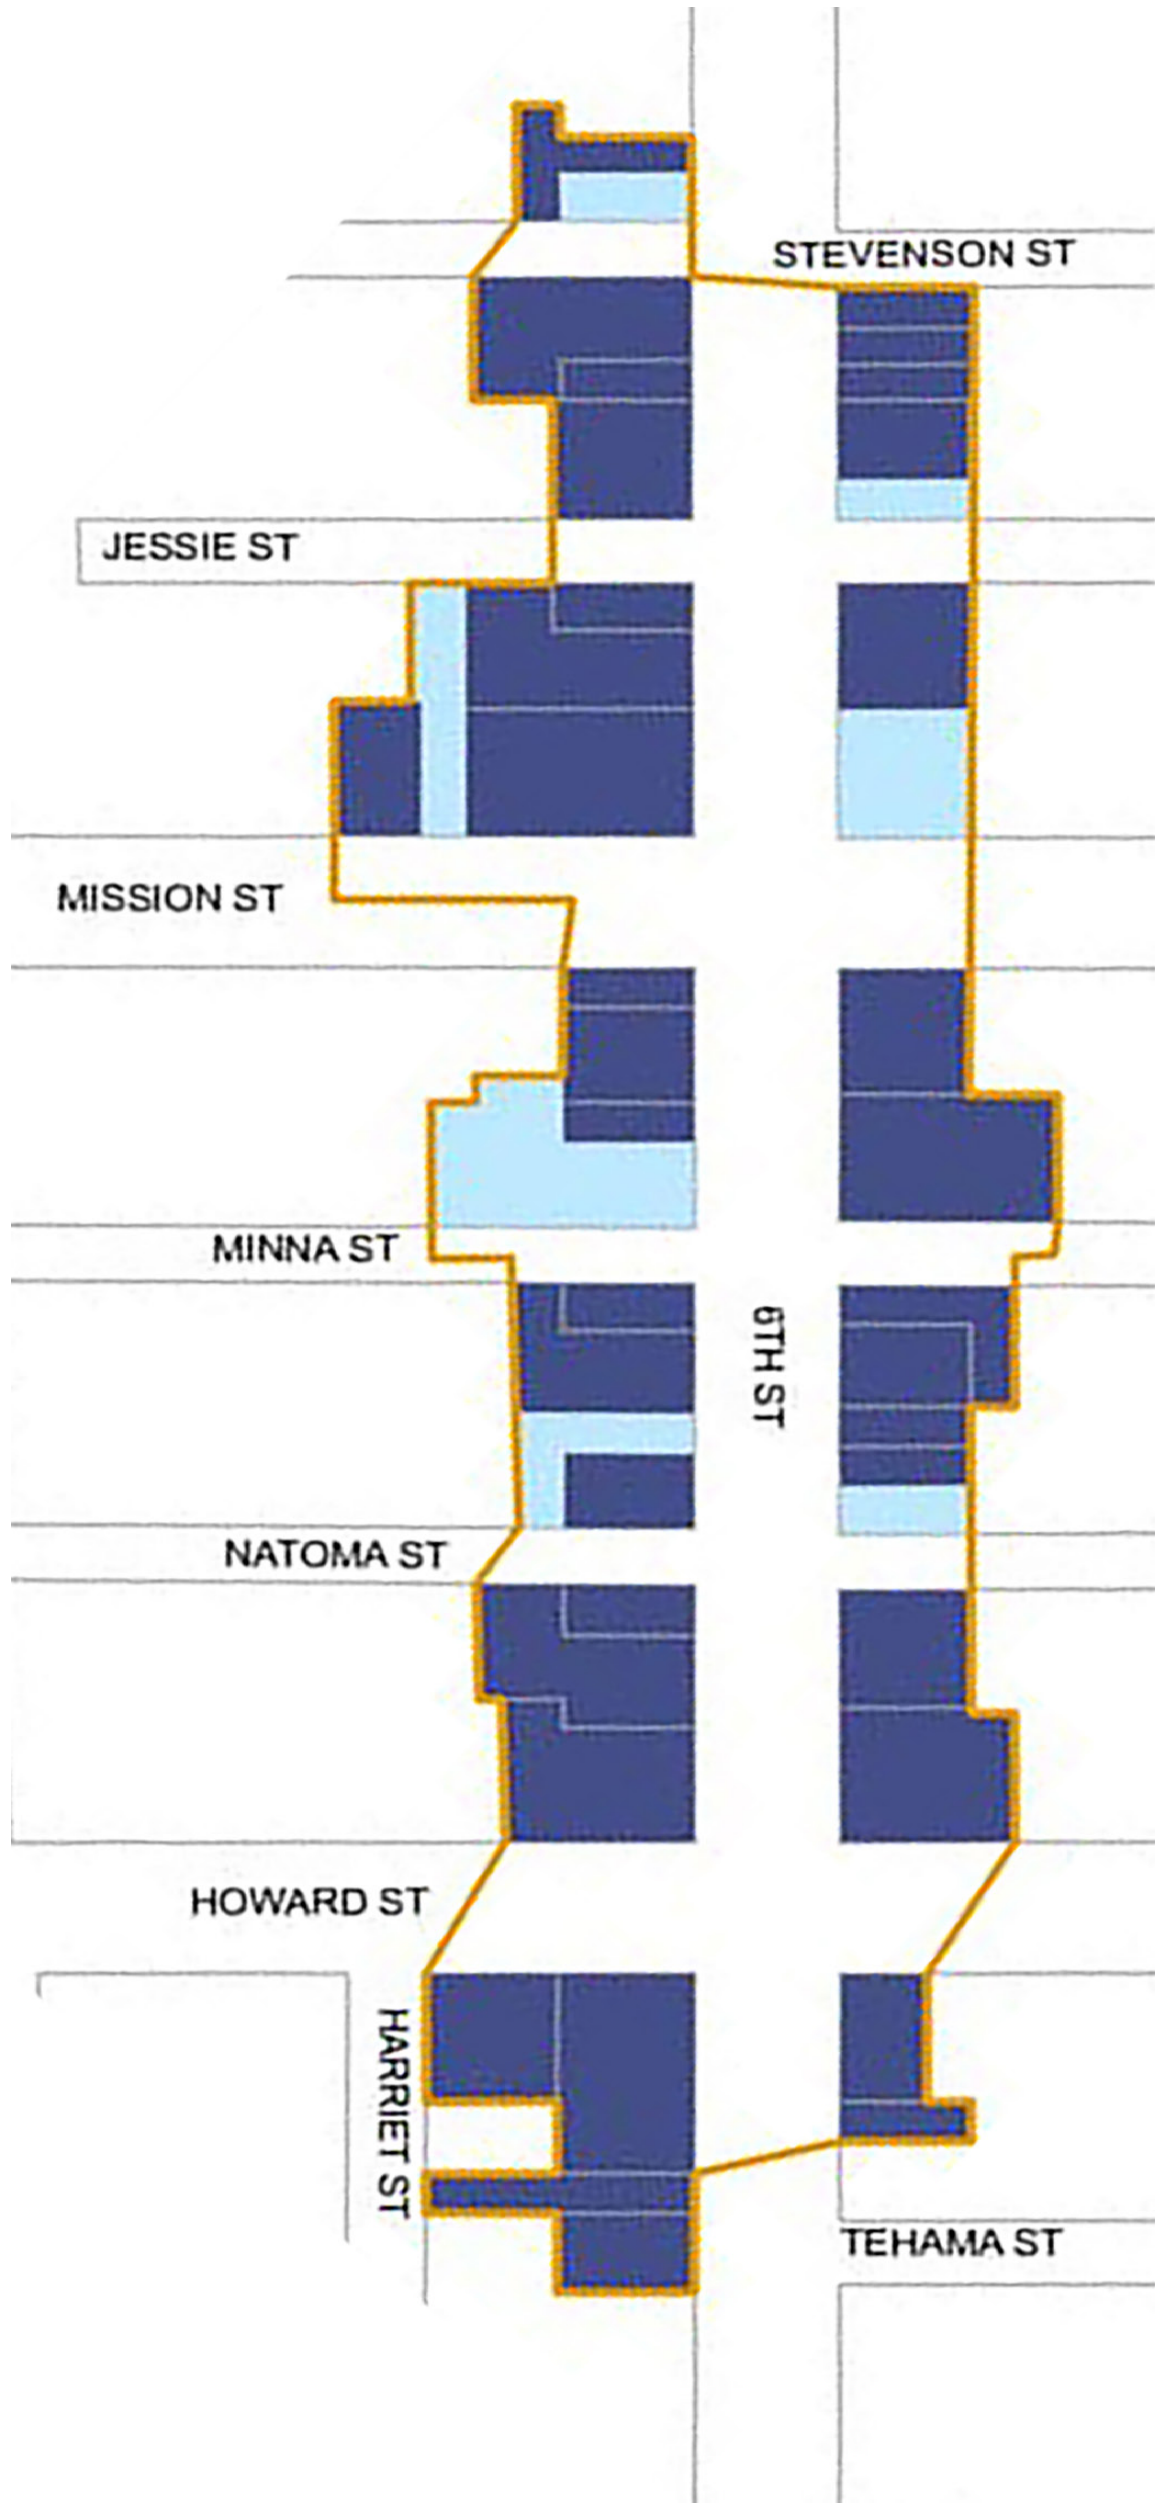 STEVENSON ST
JESSIE ST
MISSION ST
MINNA ST
6TH ST
NATOMA ST
HOWARD ST
HARRIET ST
TEHAMA ST